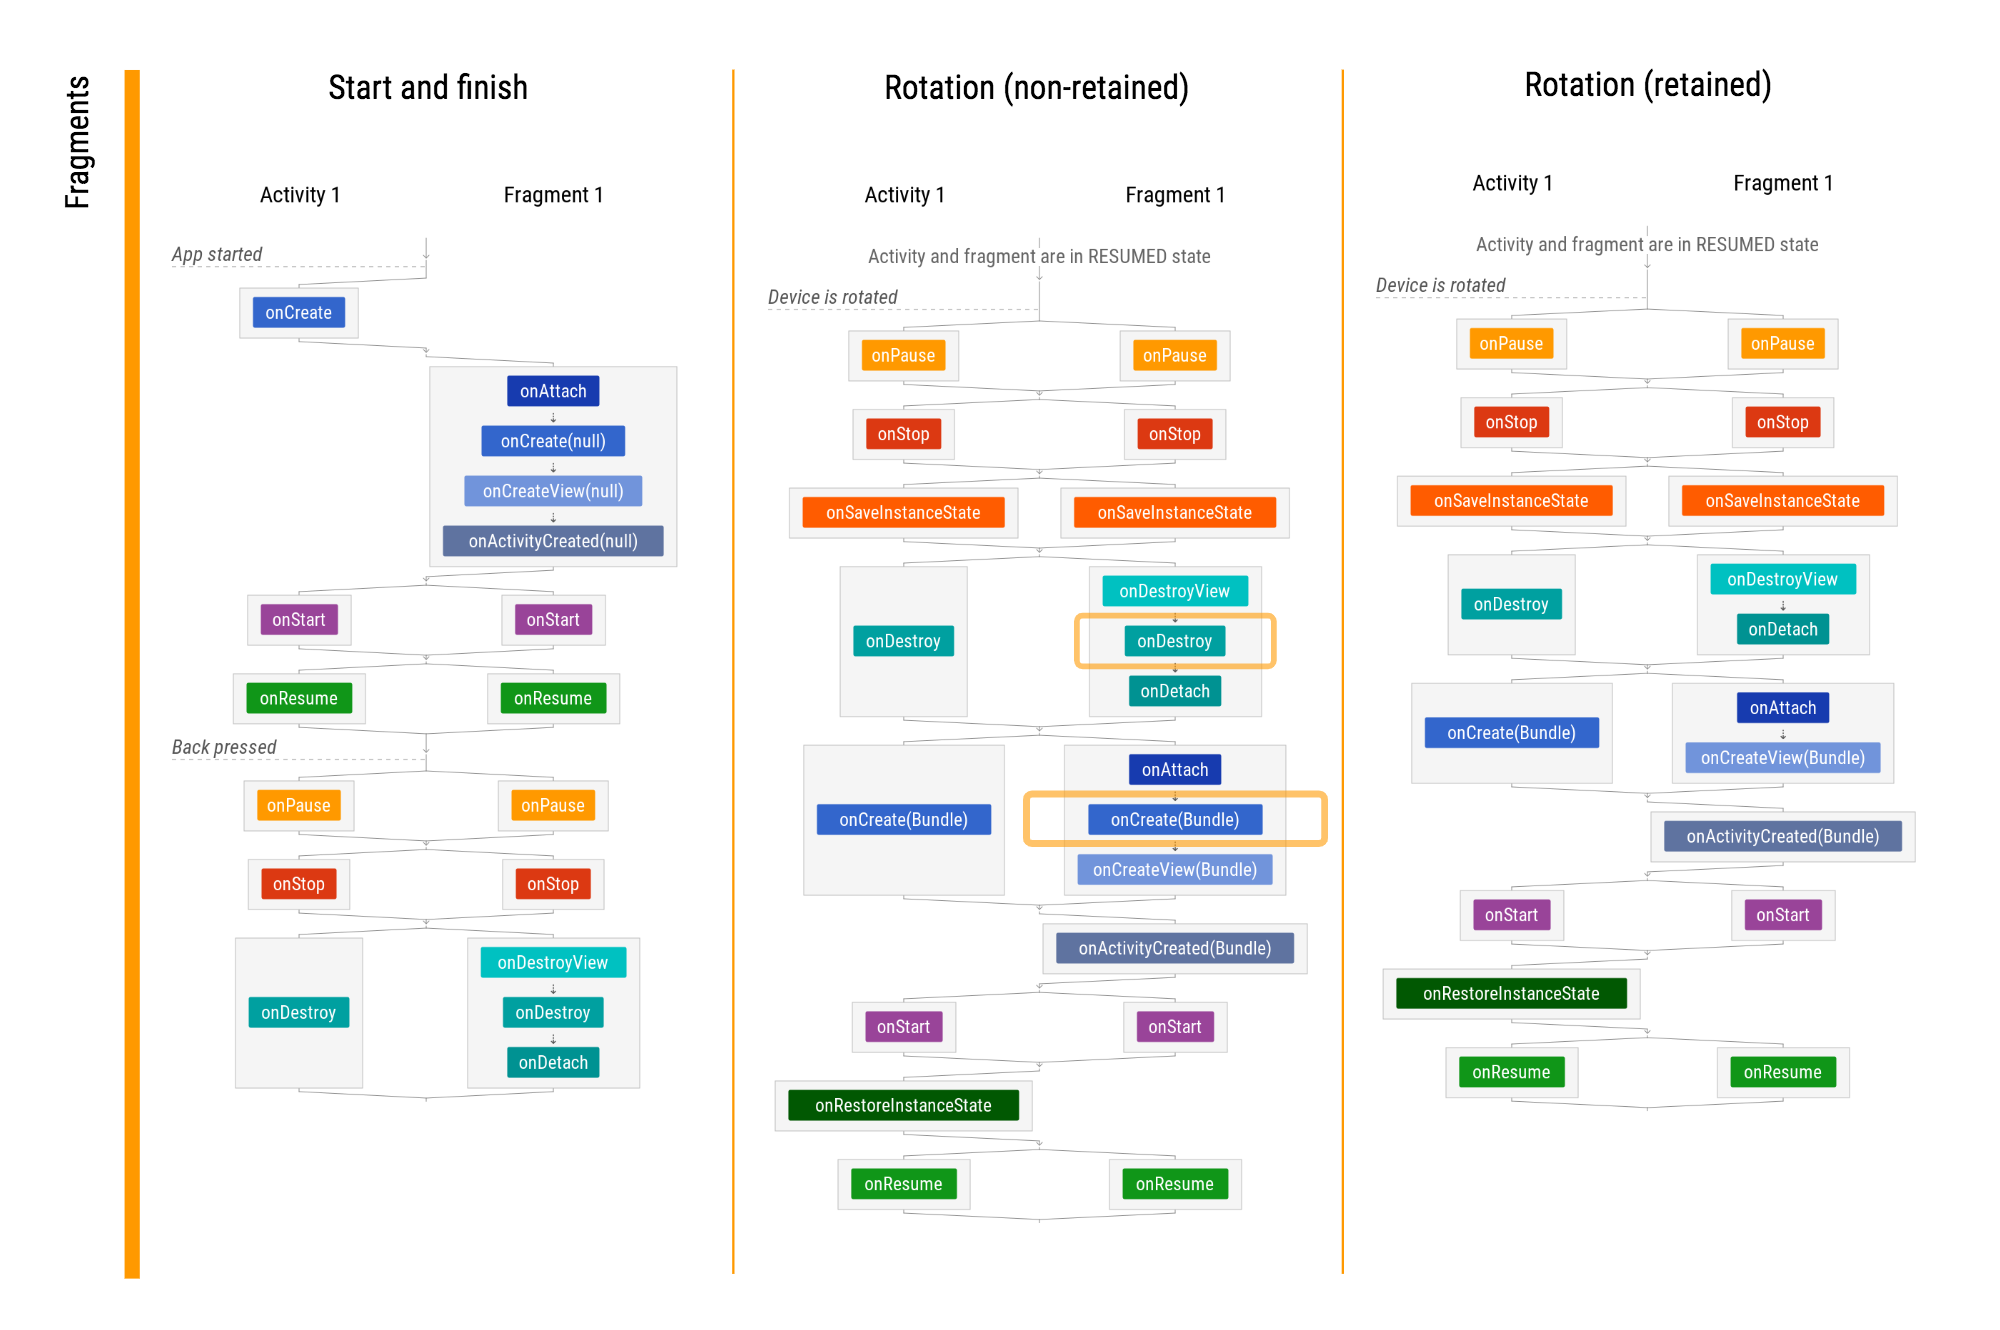 Fragments
Start and finish
Activity 1
Fragment 1
App started
onCreate
onAttach
onCreate(null)
onCreateView(null)
onActivityCreated(null)
onStart
onStart
onResume
onResume
Back pressed
onPause
onPause
onStop
onStop
onDestroy
onDestroyView
onDestroy
onDetach
Rotation (non-retained)
Activity 1
Fragment 1
Activity and fragment are in RESUMED state
Device is rotated
onPause
onPause
onStop
onStop
onSaveInstanceState
onSaveInstanceState
onDestroy
onDestroyView
onDestroy
onDetach
onCreate(Bundle)
onAttach
onCreate(Bundle)
onCreateView(Bundle)
onActivityCreated(Bundle)
onStart
onStart
onRestoreInstanceState
onResume
onResume
Rotation (retained)
Activity 1
Fragment 1
Activity and fragment are in RESUMED state
Device is rotated
onPause
onPause
onStop
onStop
onSaveInstanceState
onSaveInstanceState
onDestroy
onDestroyView
onDetach
onCreate(Bundle)
onAttach
onCreateView(Bundle)
onActivityCreated(Bundle)
onStart
onStart
onRestoreInstanceState
onResume
onResume